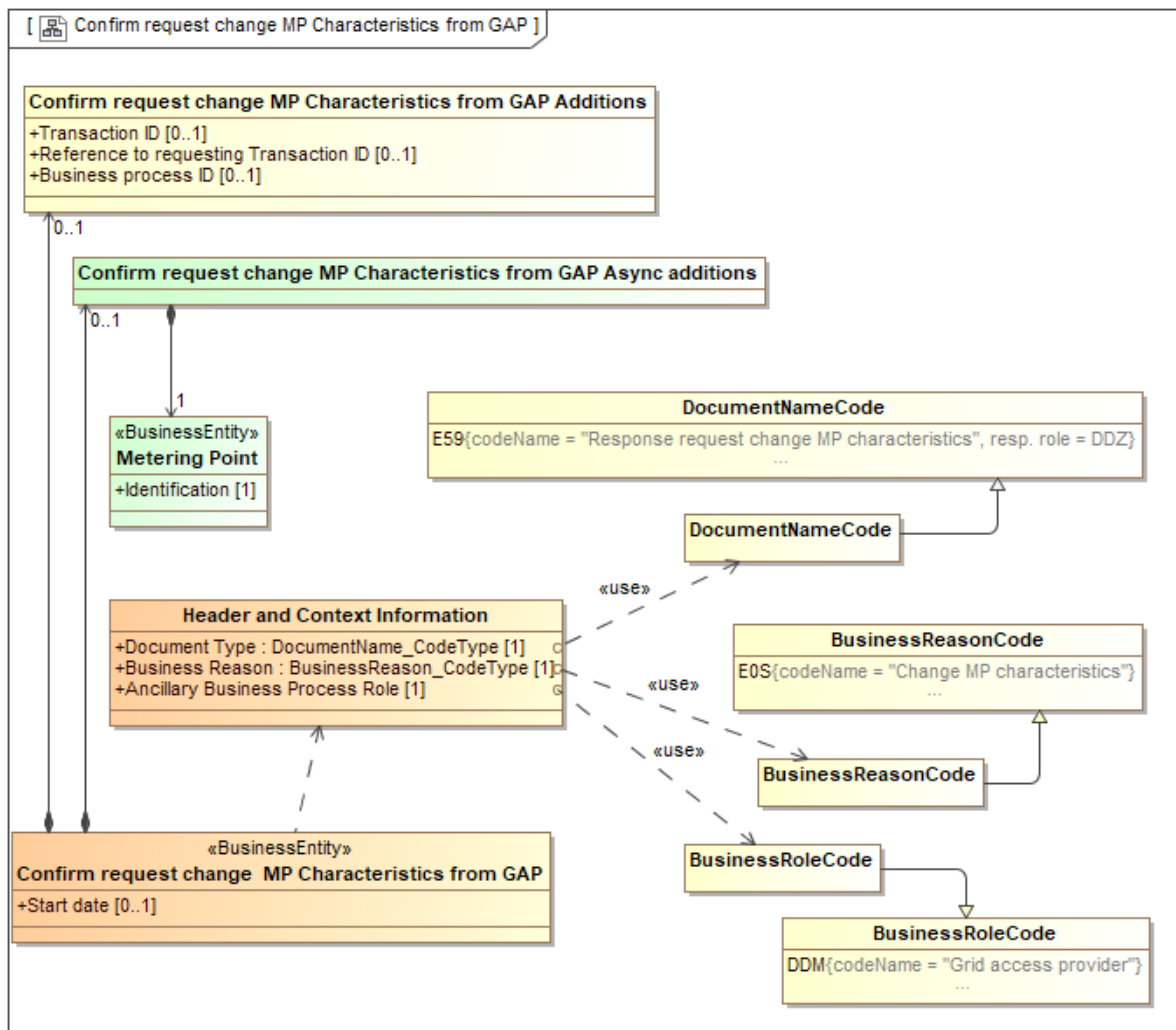 [ Confirm request change MP Characteristics from GAP ]
Confirm request change MP Characteristics from GAP Additions
+Transaction ID [0..1]
+Reference to requesting Transaction ID [0..1]
+Business process ID [0..1]
0..1
Confirm request change MP Characteristics from GAP Async additions
0..1
1
«BusinessEntity»
Metering Point
+Identification [1]
DocumentNameCode
E59{codeName = "Response request change MP characteristics", resp. role = DDZ}
...
DocumentNameCode
«use»
Header and Context Information
+Document Type : DocumentName_CodeType [1]
+Business Reason : BusinessReason_CodeType [1]
+Ancillary Business Process Role [1]
BusinessReasonCode
E0S{codeName = "Change MP characteristics"}
...
«use»
«use»
BusinessReasonCode
«BusinessEntity»
Confirm request change  MP Characteristics from GAP
+Start date [0..1]
BusinessRoleCode
BusinessRoleCode
DDM{codeName = "Grid access provider"}
...